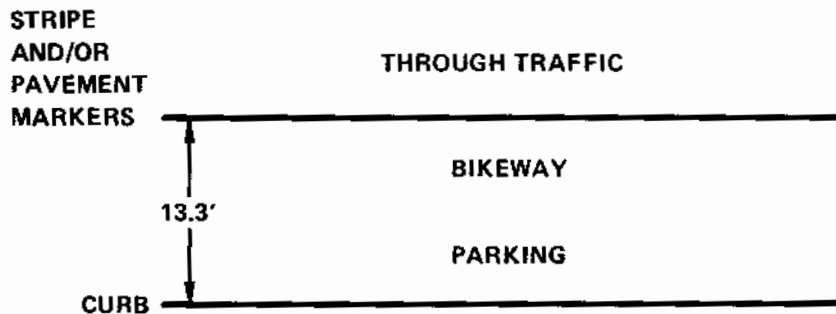 STRIPE
AND/OR
PAVEMENT
MARKERS
THROUGH TRAFFIC
BIKEWAY
13.3'
PARKING
CURB